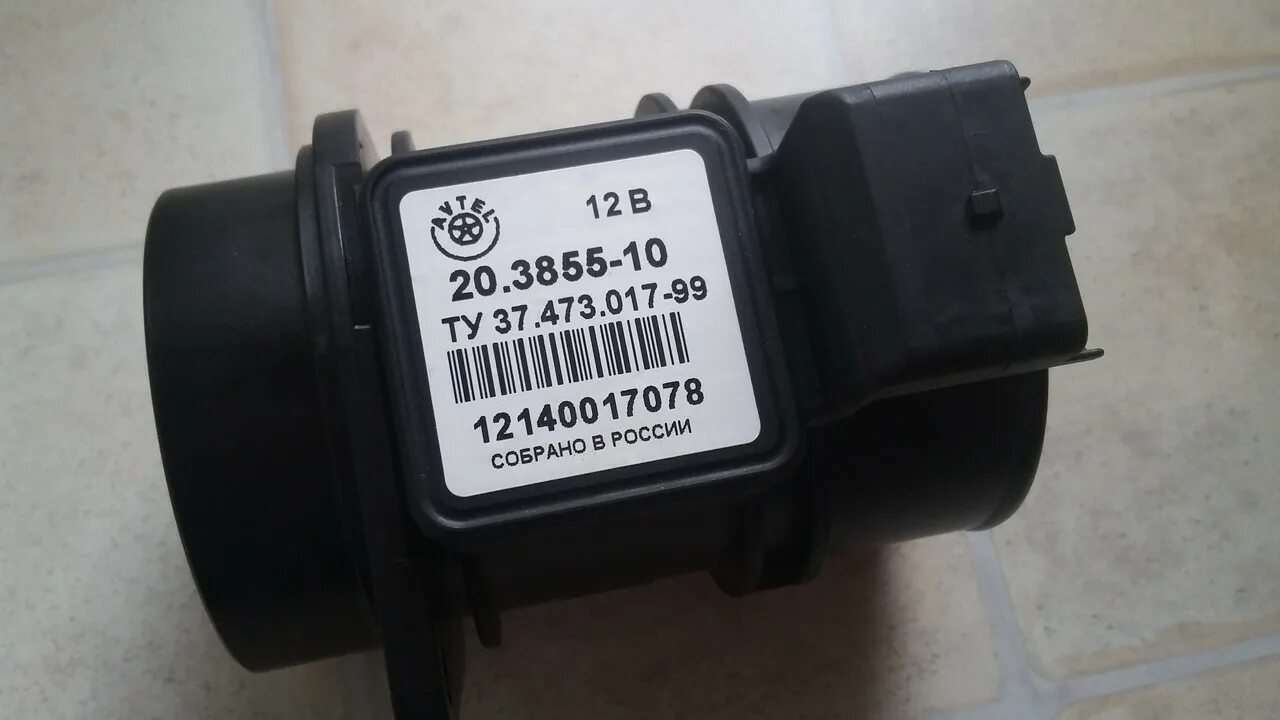 AVTEL
12 В
20.3855-10
ТУ 37.473.017-99
12140017078
СОБРАНО В РОССИИ